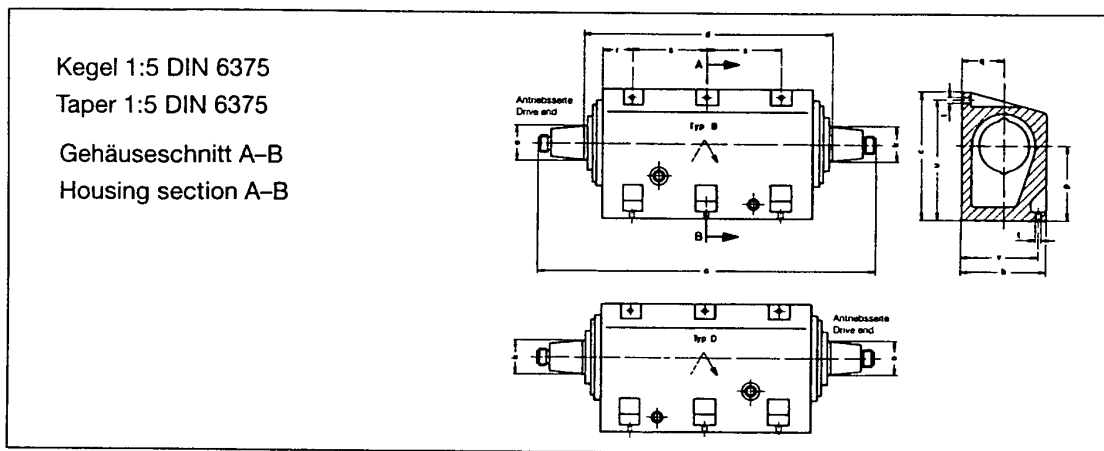 Kegel 1:5 DIN 6375
Taper 1:5 DIN 6375
Gehäuseschnitt A–B
Housing section A–B
d
r
s
s
A
Antriebsseite
Drive end
Typ B
B
q
p
t
v
b
Typ D
Antriebsseite
Drive end